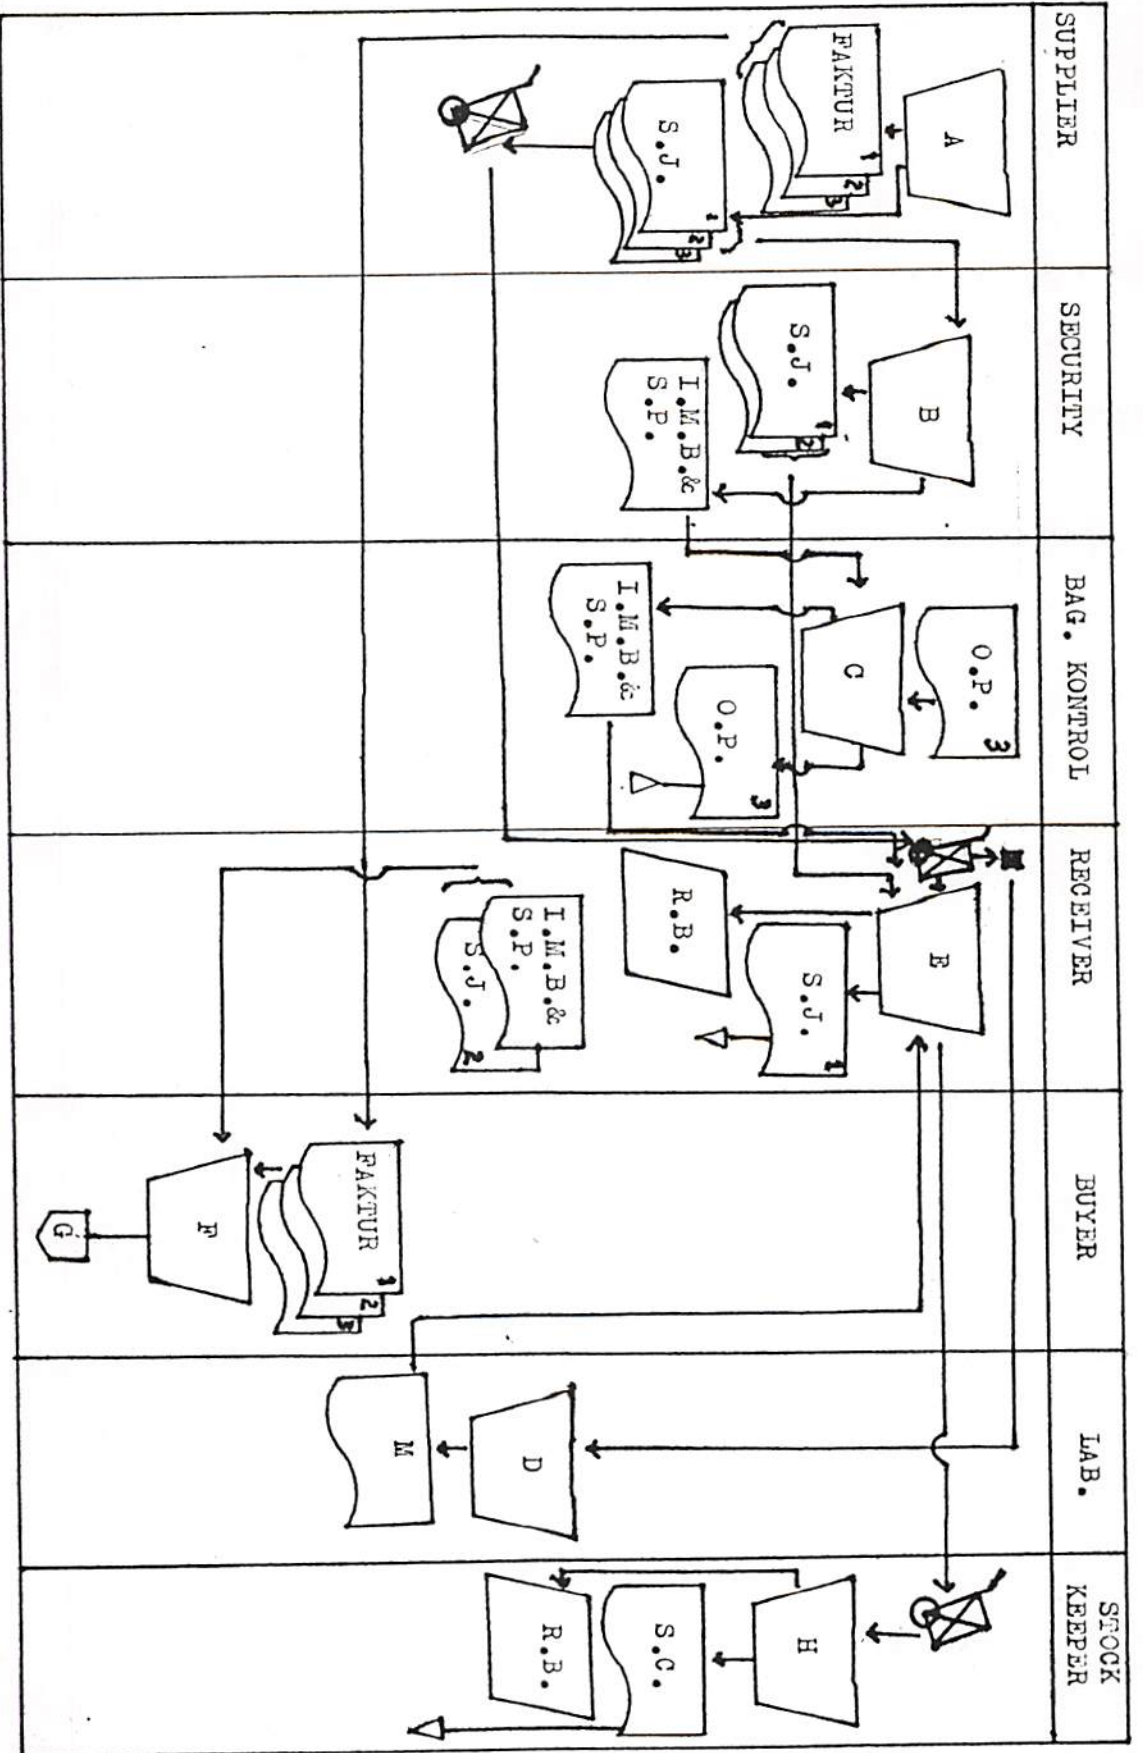 SUPPLIER
SECURITY
BAG. KONTROL
RECEIVER
BUYER
LAB.
STOCK
KEEPER
A
FAKTUR
1
2
3
S.J.
1
2
3
B
S.J.
1
2
I.M.B.&
S.P.
O.P.
3
C
I.M.B.&
S.P.
O.P.
3
E
S.J.
1
R.B.
I.M.B.&
S.P.
S.J.
2
FAKTUR
1
2
3
F
G
D
M
H
S.C.
R.B.